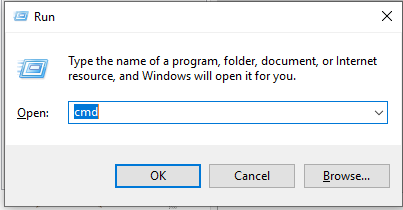 Run
Type the name of a program, folder, document, or Internet
resource, and Windows will open it for you.
Open: cmd
OK Cancel Browse...